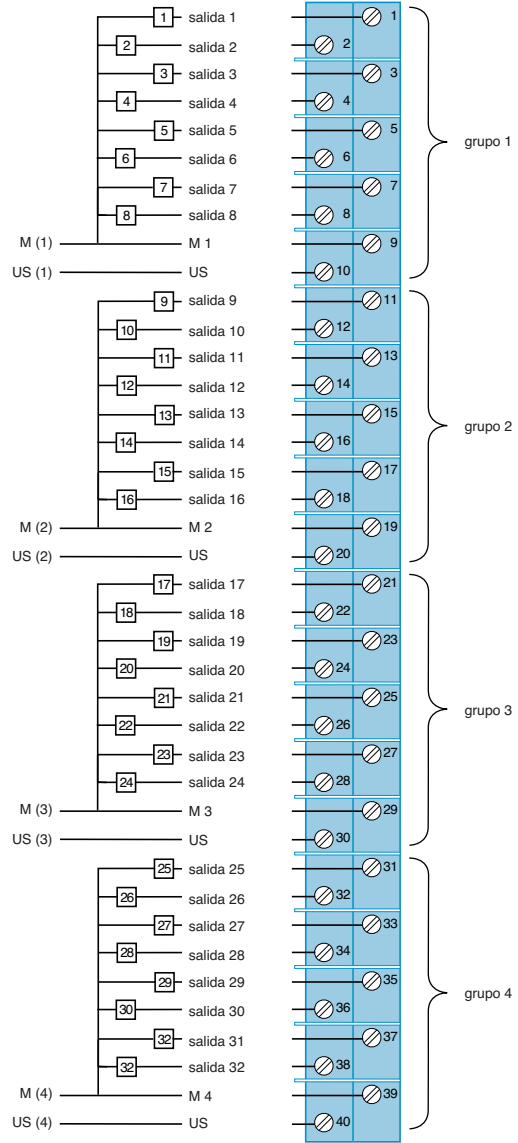 1 salida 1 1
2 salida 2 2
3 salida 3 3
4 salida 4 4
5 salida 5 5
grupo 1
6 salida 6 6
7 salida 7 7
8 salida 8 8
M (1) M 1 9
US (1) US 10
9 salida 9 11
10 salida 10 12
11 salida 11 13
12 salida 12 14
13 salida 13 15
grupo 2
14 salida 14 16
15 salida 15 17
16 salida 16 18
M (2) M 2 19
US (2) US 20
17 salida 17 21
18 salida 18 22
19 salida 19 23
20 salida 20 24
21 salida 21 25
grupo 3
22 salida 22 26
23 salida 23 27
24 salida 24 28
M (3) M 3 29
US (3) US 30
25 salida 25 31
26 salida 26 32
27 salida 27 33
28 salida 28 34
29 salida 29 35
grupo 4
30 salida 30 36
32 salida 31 37
32 salida 32 38
M (4) M 4 39
US (4) US 40